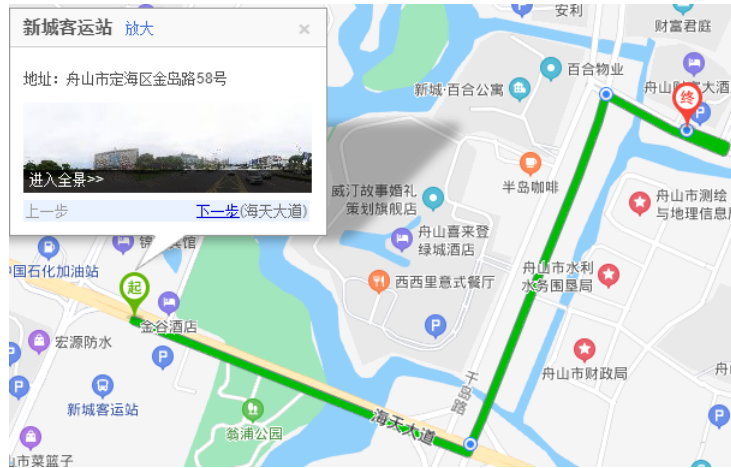 新城客运站 放大
地址：舟山市定海区金岛路58号
进入全景>>
上一步
下一步(海天大道)
安利
财富君庭
百合物业
新城·百合公寓
终
半岛咖啡
威汀故事婚礼
策划旗舰店
舟山喜来登
绿城酒店
西西里意式餐厅
舟山市测绘
与地理信息
舟山市水利
水务围垦局
舟山市财政局
中国石化加油站
起
金谷酒店
宏源防水
新城客运站
翁浦公园
海天大道
千岛路
山市菜篮子
P
P
P
P
P
P